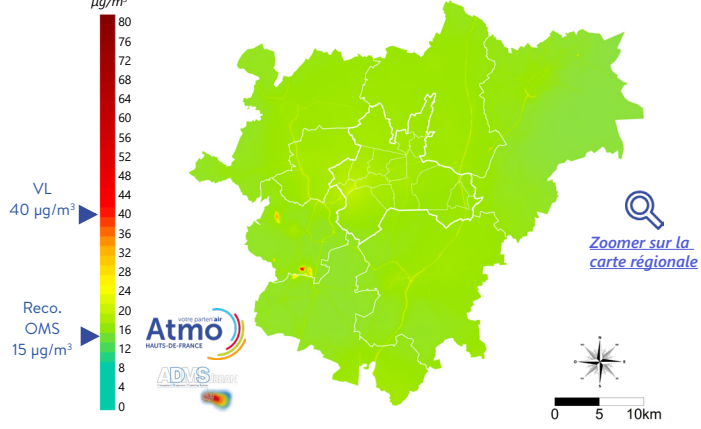 µg/m³
80
76
72
68
64
60
56
52
48
44
40
36
32
28
24
20
16
12
8
4
0
VL
40 µg/m³
Reco.
OMS
15 µg/m³
votre parten'air
Atmo
HAUTS-DE-FRANCE
ADMS
URBAN
Zoomer sur la
carte régionale
0 5 10km